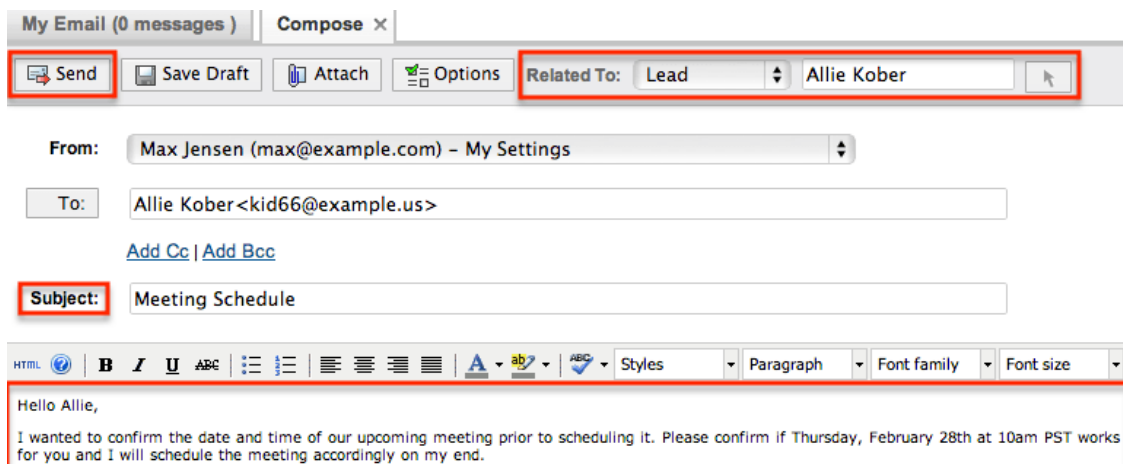 My Email (0 messages ) Compose ×
Send Save Draft Attach Options Related To: Lead Allie Kober
From: Max Jensen (max@example.com) – My Settings
To: Allie Kober<kid66@example.us>
Add Cc | Add Bcc
Subject: Meeting Schedule
HTML B I U ABC A ab ABC Styles Paragraph Font family Font size
Hello Allie,
I wanted to confirm the date and time of our upcoming meeting prior to scheduling it. Please confirm if Thursday, February 28th at 10am PST works
for you and I will schedule the meeting accordingly on my end.